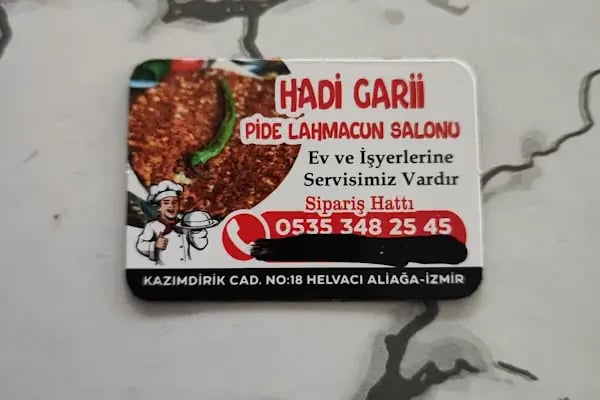 HADİ GARİİ
PİDE LAHMACUN SALONU
Ev ve İşyerlerine
Servisimiz Vardır
Sipariş Hattı
0535 348 25 45
KAZIMDİRİK CAD. NO:18 HELVACI ALİAĞA-İZMİR